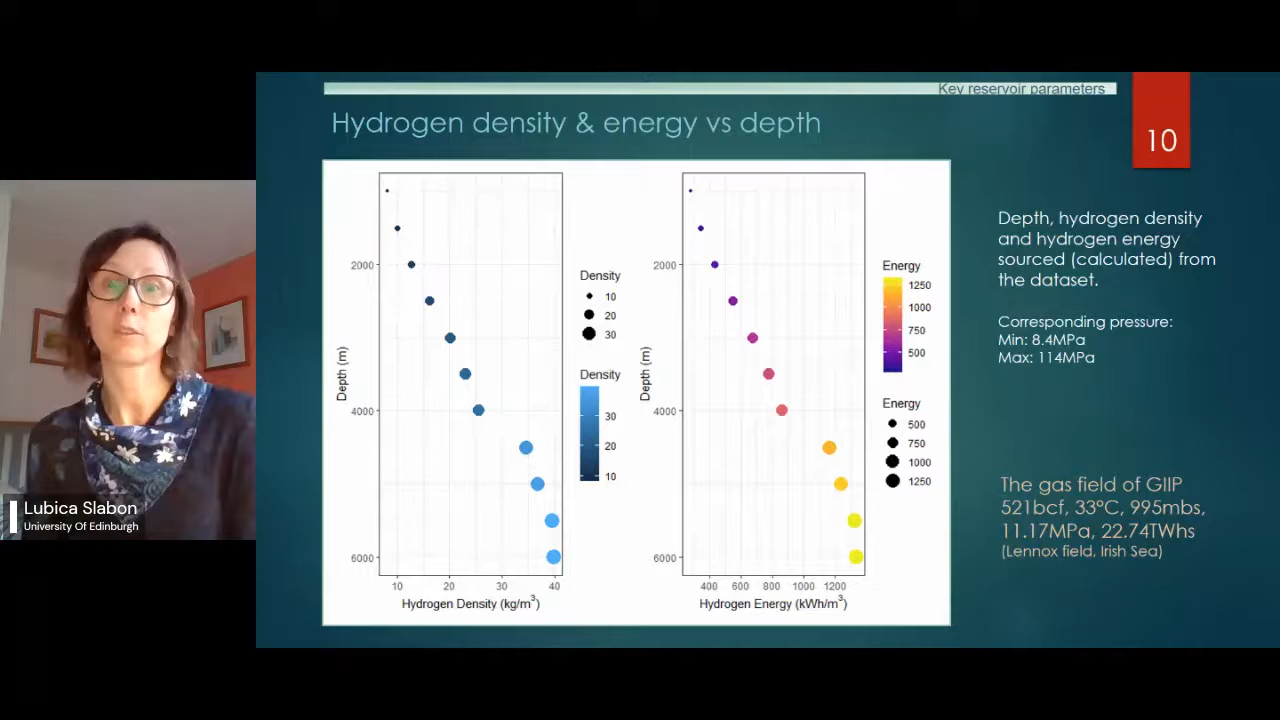 Key reservoir parameters
Hydrogen density & energy vs depth
10
2000
4000
6000
Depth (m)
10
20
30
40
Hydrogen Density (kg/m³)
Density
10
20
30
Density
30
20
10
2000
4000
6000
Depth (m)
400
600
800
1000
1200
Hydrogen Energy (kWh/m³)
Energy
1250
1000
750
500
Energy
500
750
1000
1250
Depth, hydrogen density
and hydrogen energy
sourced (calculated) from
the dataset.
Corresponding pressure:
Min: 8.4MPa
Max: 114MPa
The gas field of GIIP
521bcf, 33°C, 995mbs,
11.17MPa, 22.74TWhs
(Lennox field, Irish Sea)
Lubica Slabon
University Of Edinburgh